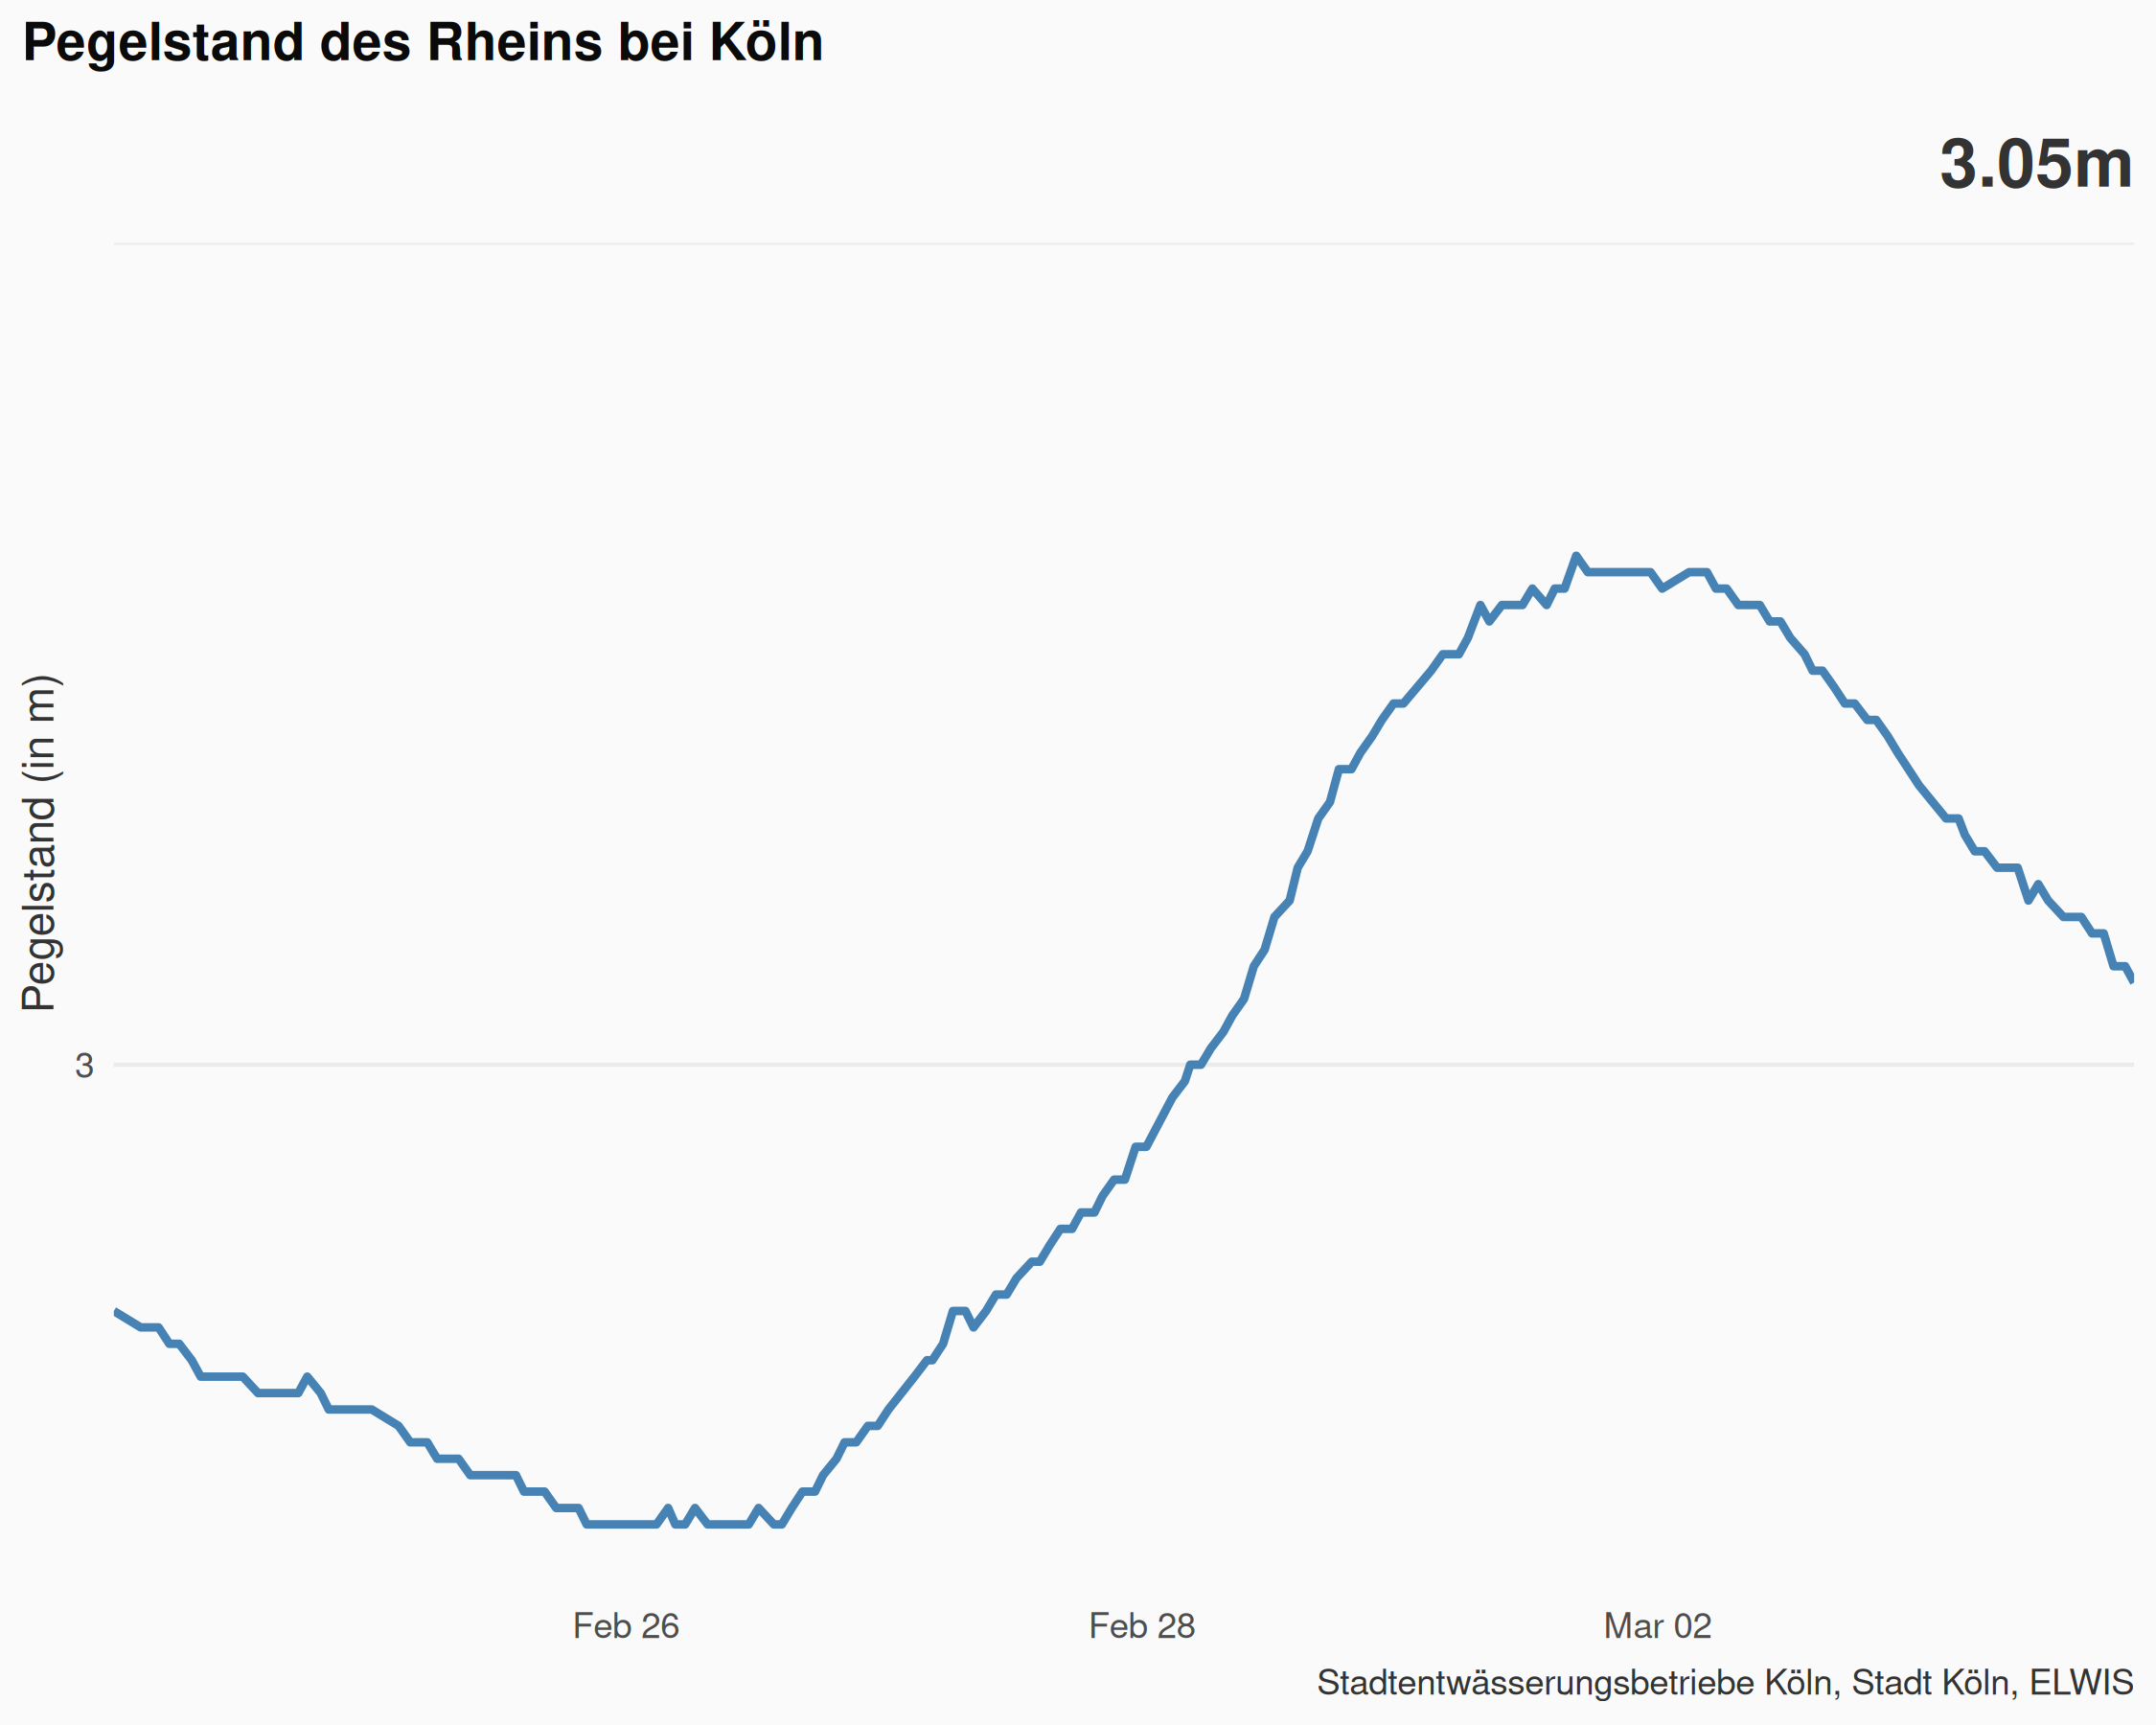 Pegelstand des Rheins bei Köln
3.05m
Pegelstand (in m)
3
Feb 26
Feb 28
Mar 02
Stadtentwässerungsbetriebe Köln, Stadt Köln, ELWIS